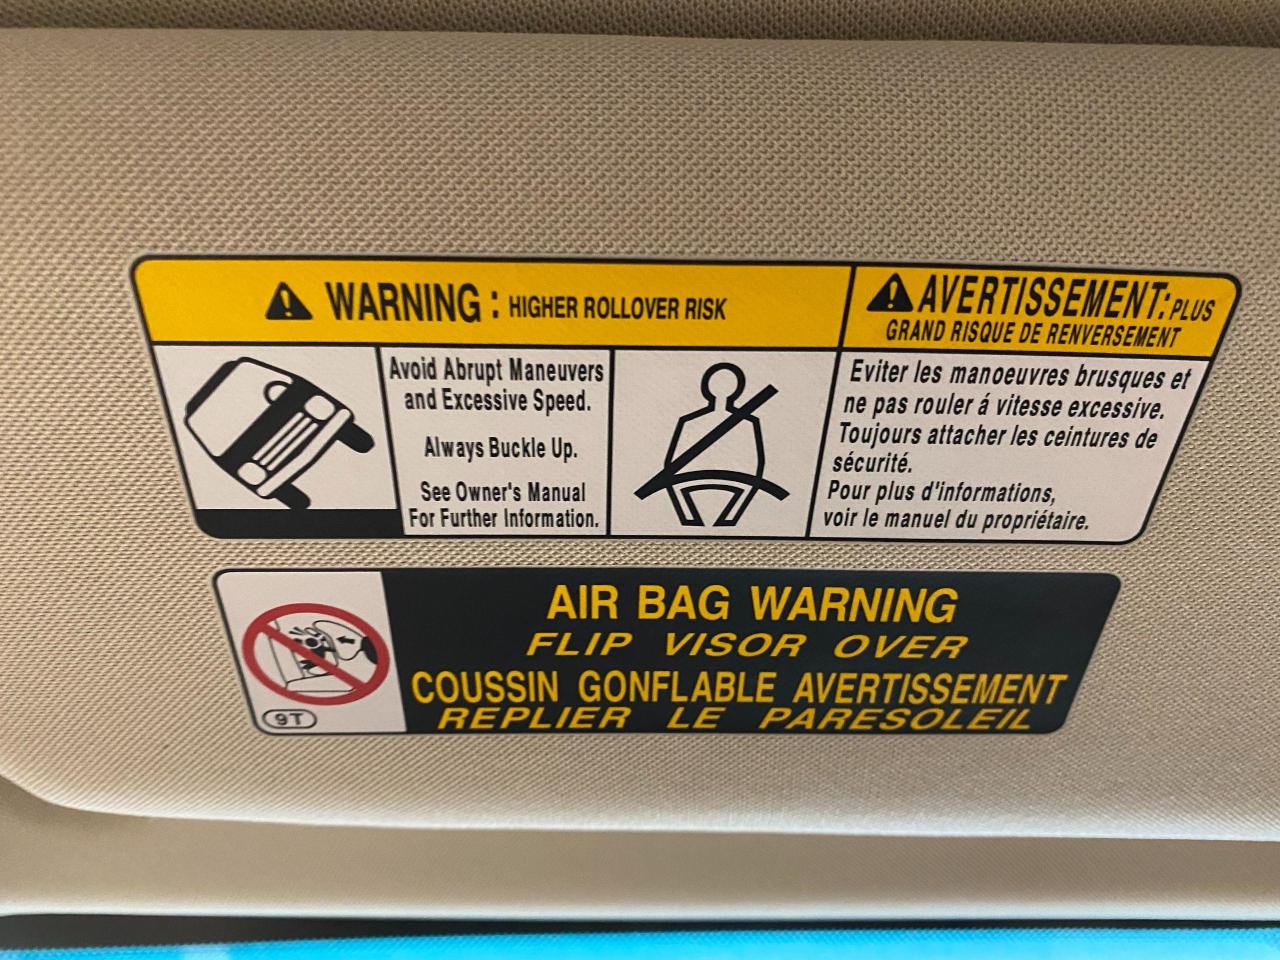 WARNING : HIGHER ROLLOVER RISK
Avoid Abrupt Maneuvers
and Excessive Speed.
Always Buckle Up.
See Owner's Manual
For Further Information.
AVERTISSEMENT: PLUS
GRAND RISQUE DE RENVERSEMENT
Eviter les manoeuvres brusques et
ne pas rouler á vitesse excessive.
Toujours attacher les ceintures de
sécurité.
Pour plus d'informations,
voir le manuel du propriétaire.
AIR BAG WARNING
FLIP VISOR OVER
COUSSIN GONFLABLE AVERTISSEMENT
REPLIER LE PARESOLEIL
9T